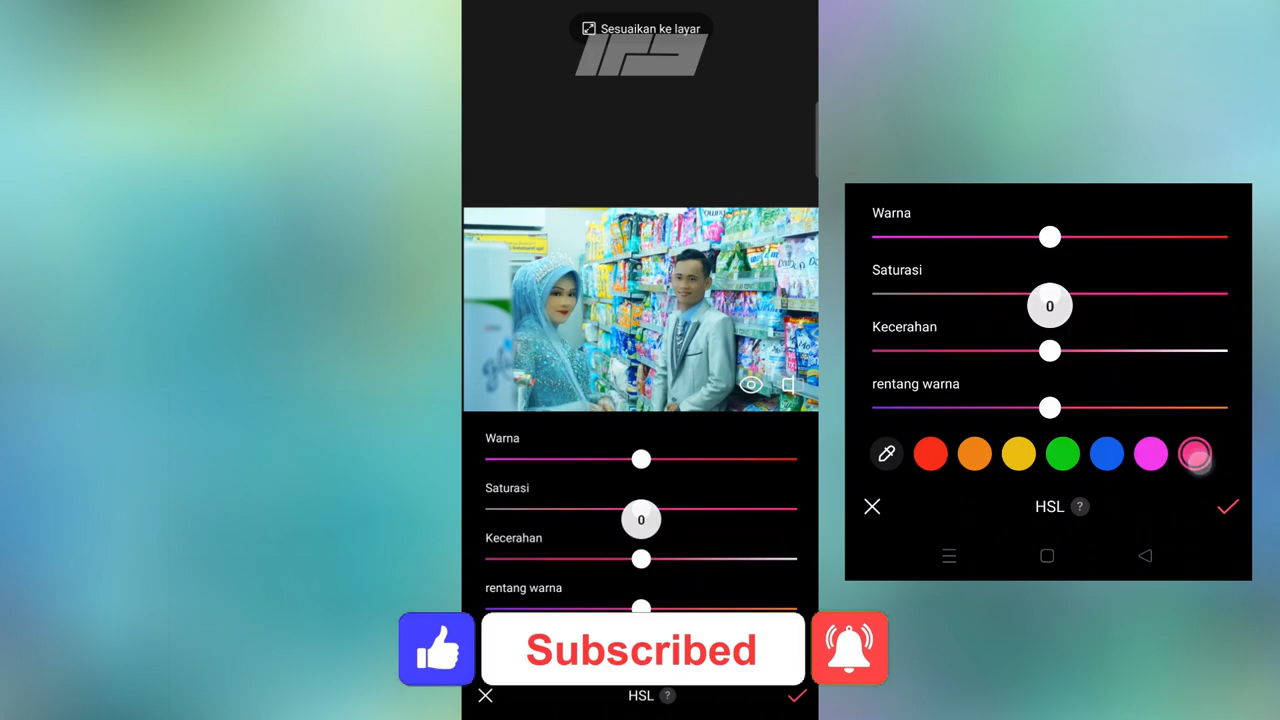 Sesuaikan ke layar
Warna
Saturasi
0
Kecerahan
rentang warna
HSL ?
Subscribed
Warna
Saturasi
0
Kecerahan
rentang warna
HSL ?